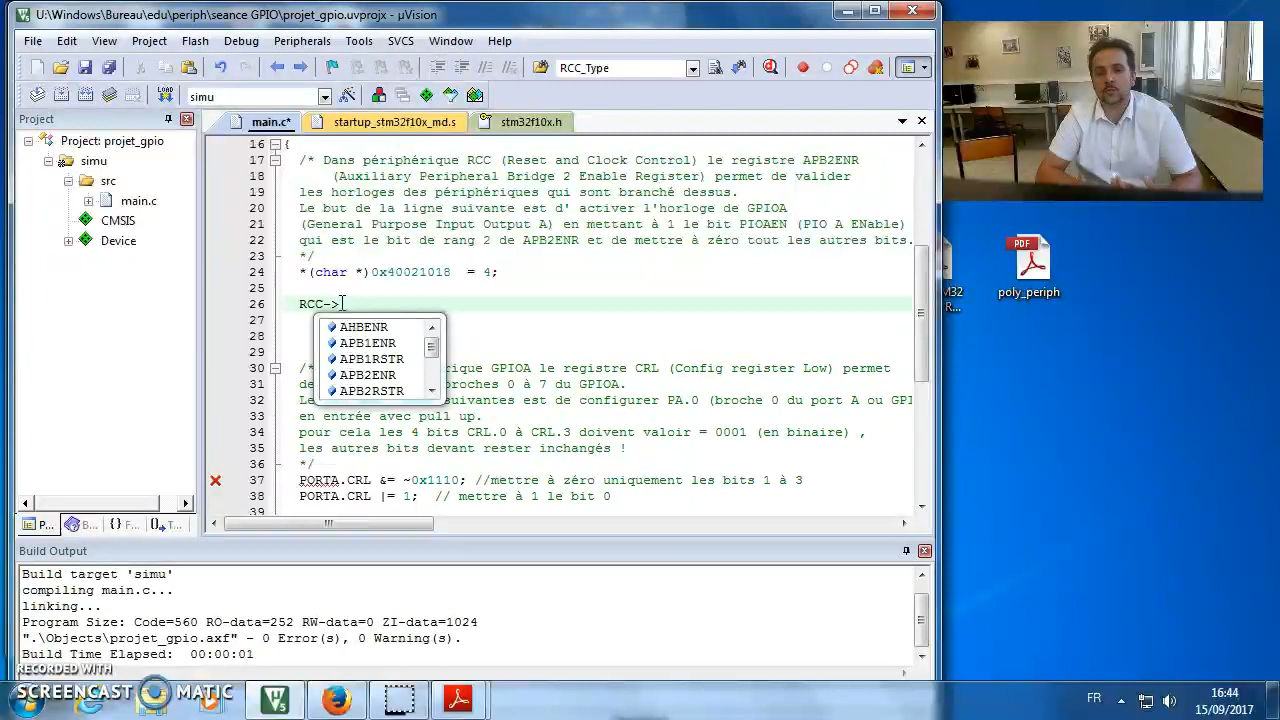 U:\Windows\Bureau\edu\periph\seance GPIO\projet_gpio.uvprojx - µVision
File Edit View Project Flash Debug Peripherals Tools SVCS Window Help
RCC_Type
LOAD simu
Project
main.c* startup_stm32f10x_md.s stm32f10x.h
Project: projet_gpio
simu
src
main.c
CMSIS
Device
16 {
17 /* Dans périphérique RCC (Reset and Clock Control) le registre APB2ENR
18 (Auxiliary Peripheral Bridge 2 Enable Register) permet de valider
19 les horloges des périphériques qui sont branché dessus.
20 Le but de la ligne suivante est d' activer l'horloge de GPIOA
21 (General Purpose Input Output A) en mettant à 1 le bit PIOAEN (PIO A ENable)
22 qui est le bit de rang 2 de APB2ENR et de mettre à zéro tout les autres bits.
23 */
24 *(char *)0x40021018 = 4;
25
26 RCC->
27
28
29
AHBENR
APB1ENR
APB1RSTR
APB2ENR
APB2RSTR
30 /* rique GPIOA le registre CRL (Config register Low) permet
31 de roches 0 à 7 du GPIOA.
32 Le suivantes est de configurer PA.0 (broche 0 du port A ou GPI
33 en entrée avec pull up.
34 pour cela les 4 bits CRL.0 à CRL.3 doivent valoir = 0001 (en binaire) ,
35 les autres bits devant rester inchangés !
36 */
37 PORTA.CRL &= ~0x1110; //mettre à zéro uniquement les bits 1 à 3
38 PORTA.CRL |= 1; // mettre à 1 le bit 0
39
P... B... {} F... T...
Build Output
Build target 'simu'
compiling main.c...
linking...
Program Size: Code=560 RO-data=252 RW-data=0 ZI-data=1024
".\Objects\projet_gpio.axf" - 0 Error(s), 0 Warning(s).
Build Time Elapsed: 00:00:01
PDF
poly_periph
M32
R...
RECORDED WITH
SCREENCAST MATIC
FR
16:44
15/09/2017